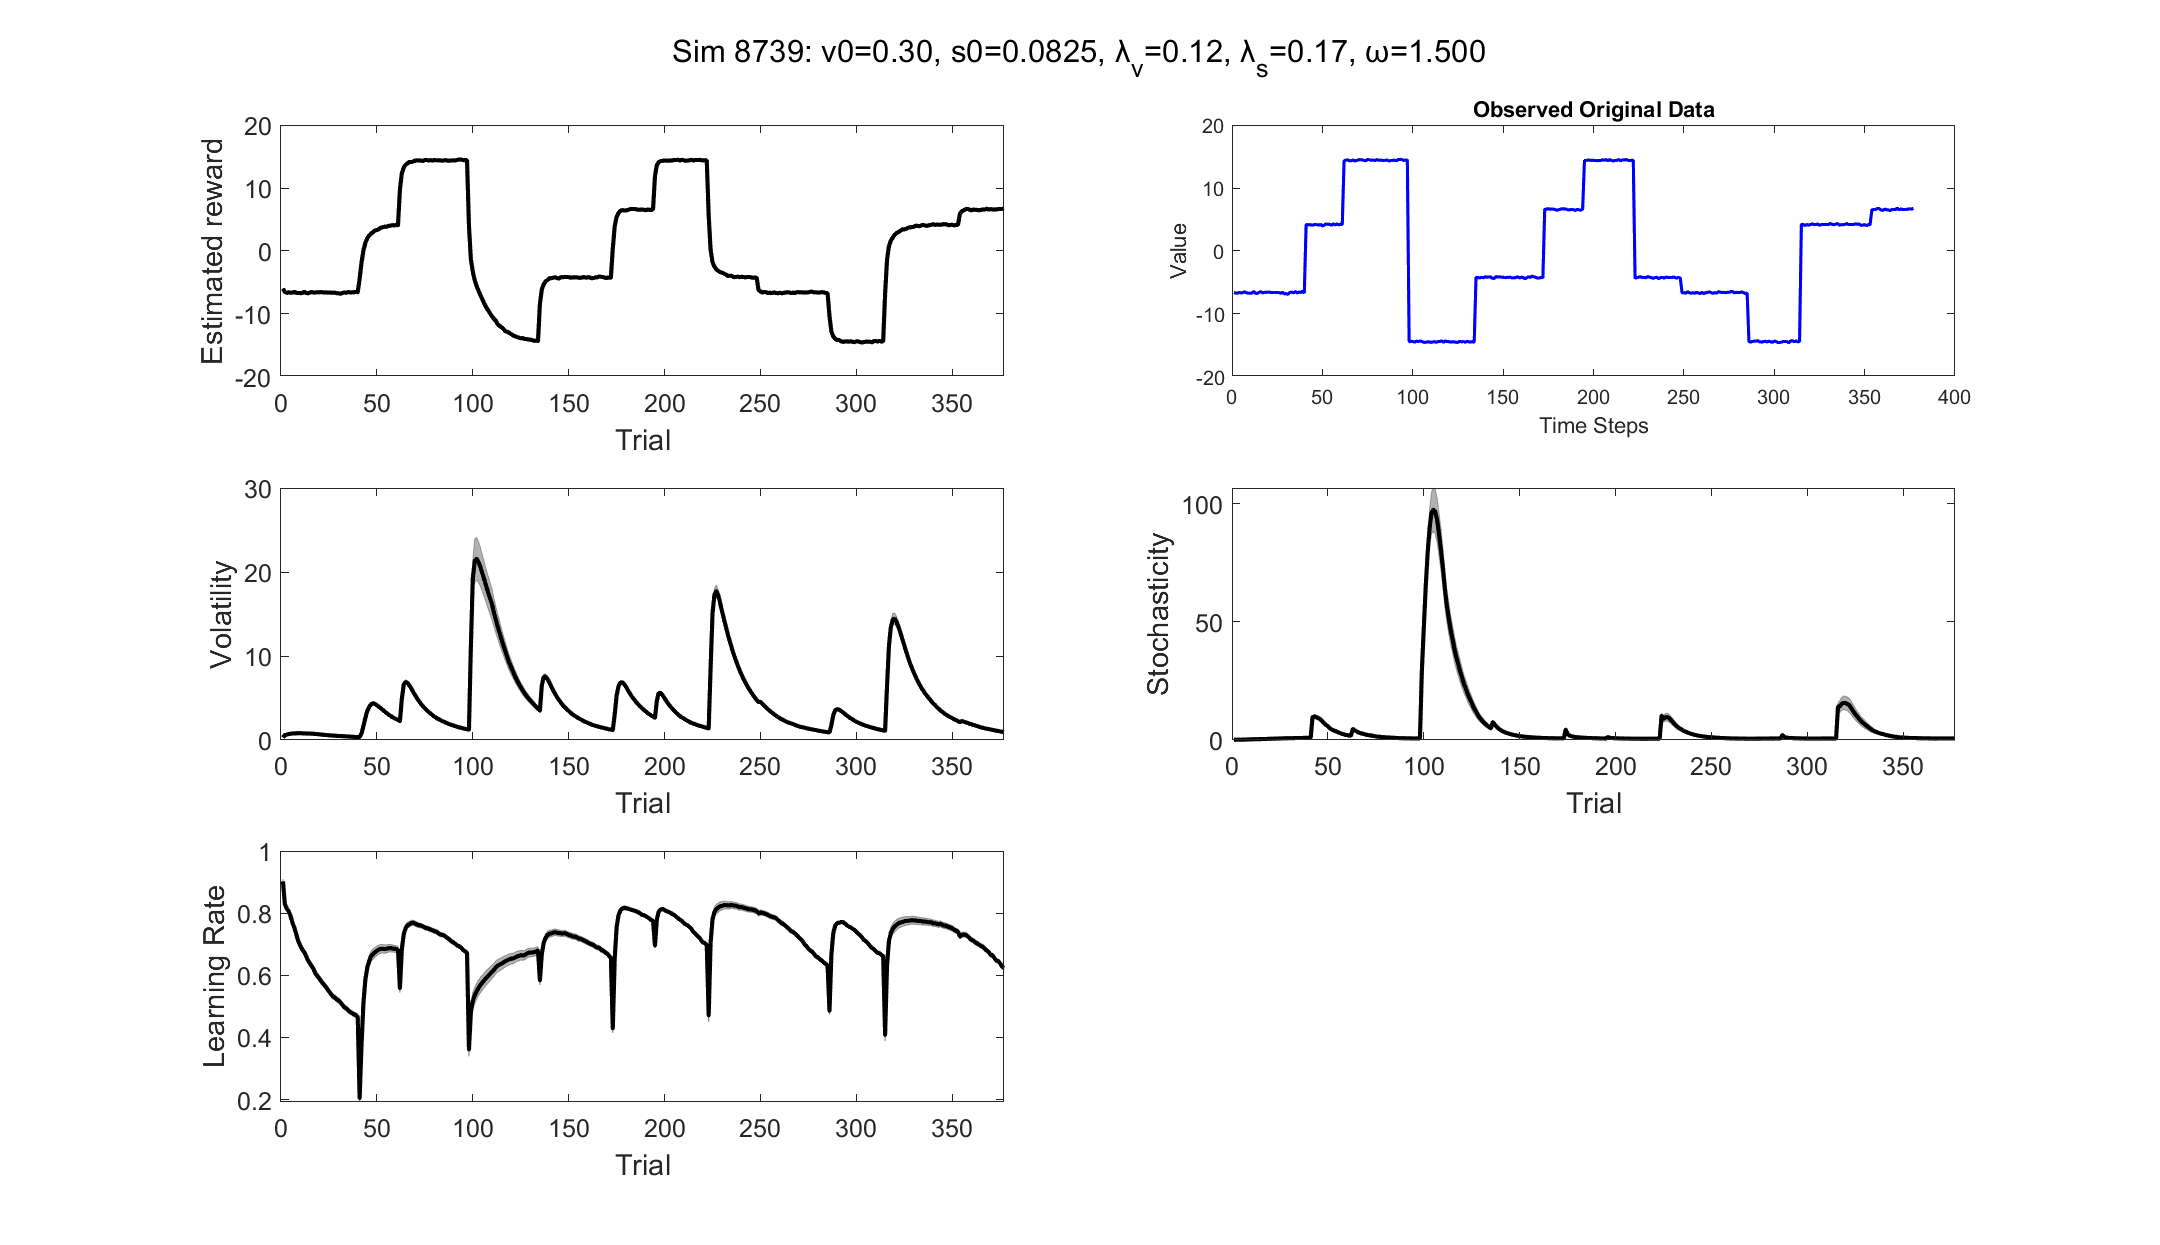 Sim 8739: v0=0.30, s0=0.0825, λv=0.12, λs=0.17, ω=1.500
Estimated reward
20
10
0
-10
-20
0 50 100 150 200 250 300 350
Trial
Observed Original Data
Value
20
10
0
-10
-20
0 50 100 150 200 250 300 350 400
Time Steps
Volatility
30
20
10
0
0 50 100 150 200 250 300 350
Trial
Stochasticity
100
50
0
0 50 100 150 200 250 300 350
Trial
Learning Rate
1
0.8
0.6
0.4
0.2
0 50 100 150 200 250 300 350
Trial